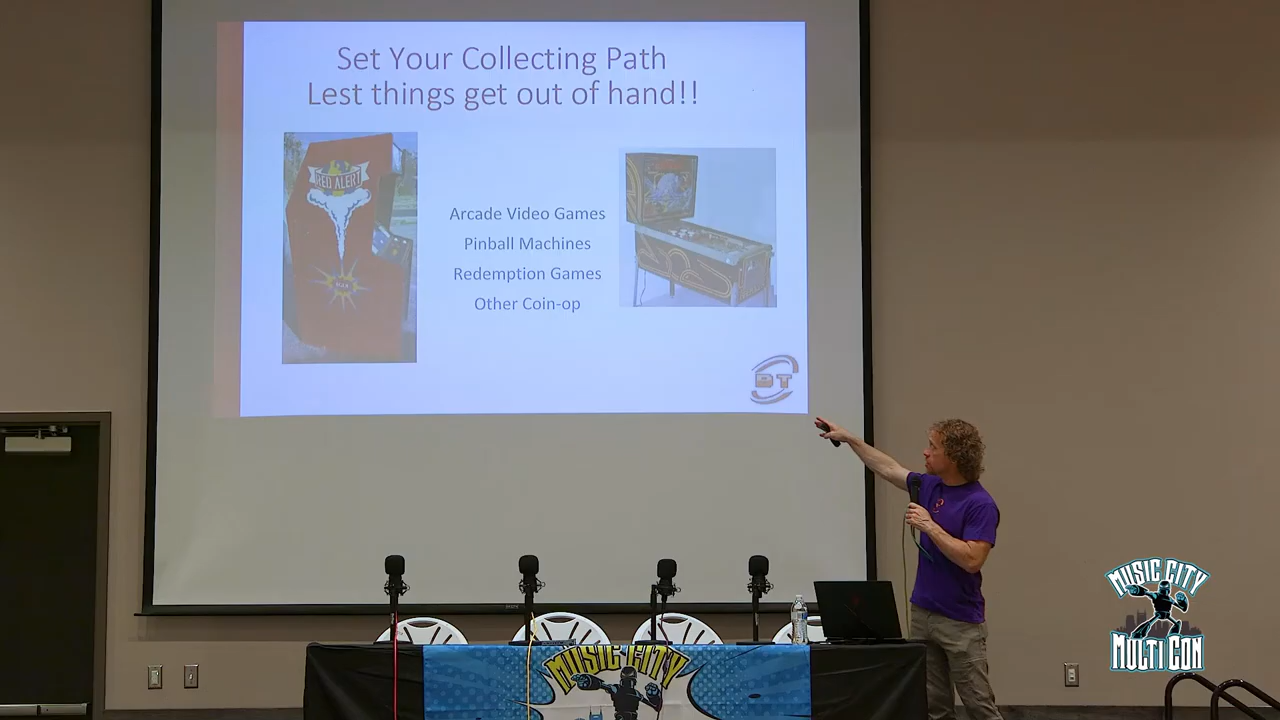 Set Your Collecting Path
Lest things get out of hand!!
RED ALERT
Arcade Video Games
Pinball Machines
Redemption Games
Other Coin-op
DT
MUSIC CITY
MULTI CON
MUSIC CITY